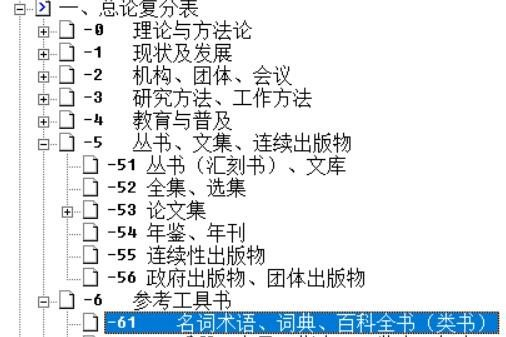 一、总论复分表
-0 理论与方法论
-1 现状及发展
-2 机构、团体、会议
-3 研究方法、工作方法
-4 教育与普及
-5 丛书、文集、连续出版物
-51 丛书（汇刻书）、文库
-52 全集、选集
-53 论文集
-54 年鉴、年刊
-55 连续性出版物
-56 政府出版物、团体出版物
-6 参考工具书
-61 名词术语、词典、百科全书（类书）